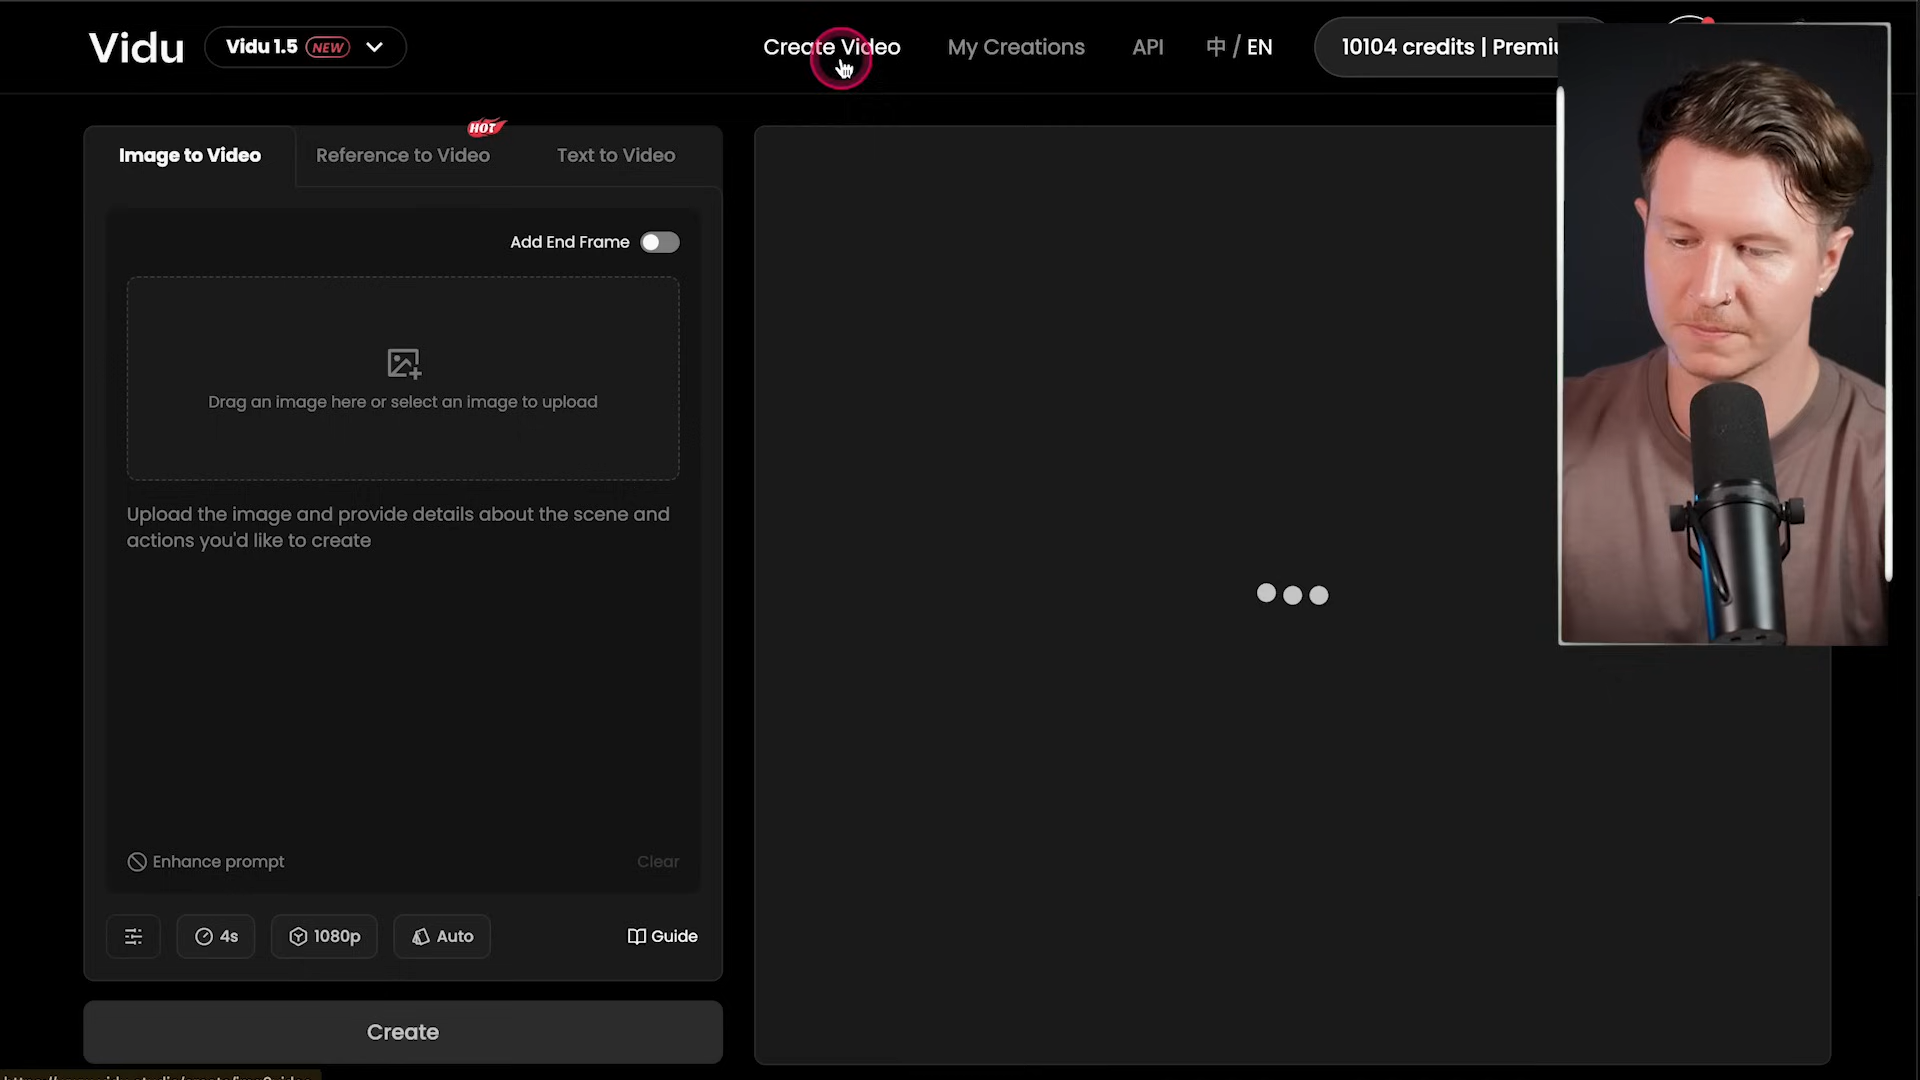 Vidu
Vidu 1.5 NEW
Create Video
My Creations
API
中 / EN
10104 credits | Premiu
Image to Video
HOT
Reference to Video
Text to Video
Add End Frame
Drag an image here or select an image to upload
Upload the image and provide details about the scene and
actions you'd like to create
Enhance prompt
Clear
4s
1080p
Auto
Guide
Create